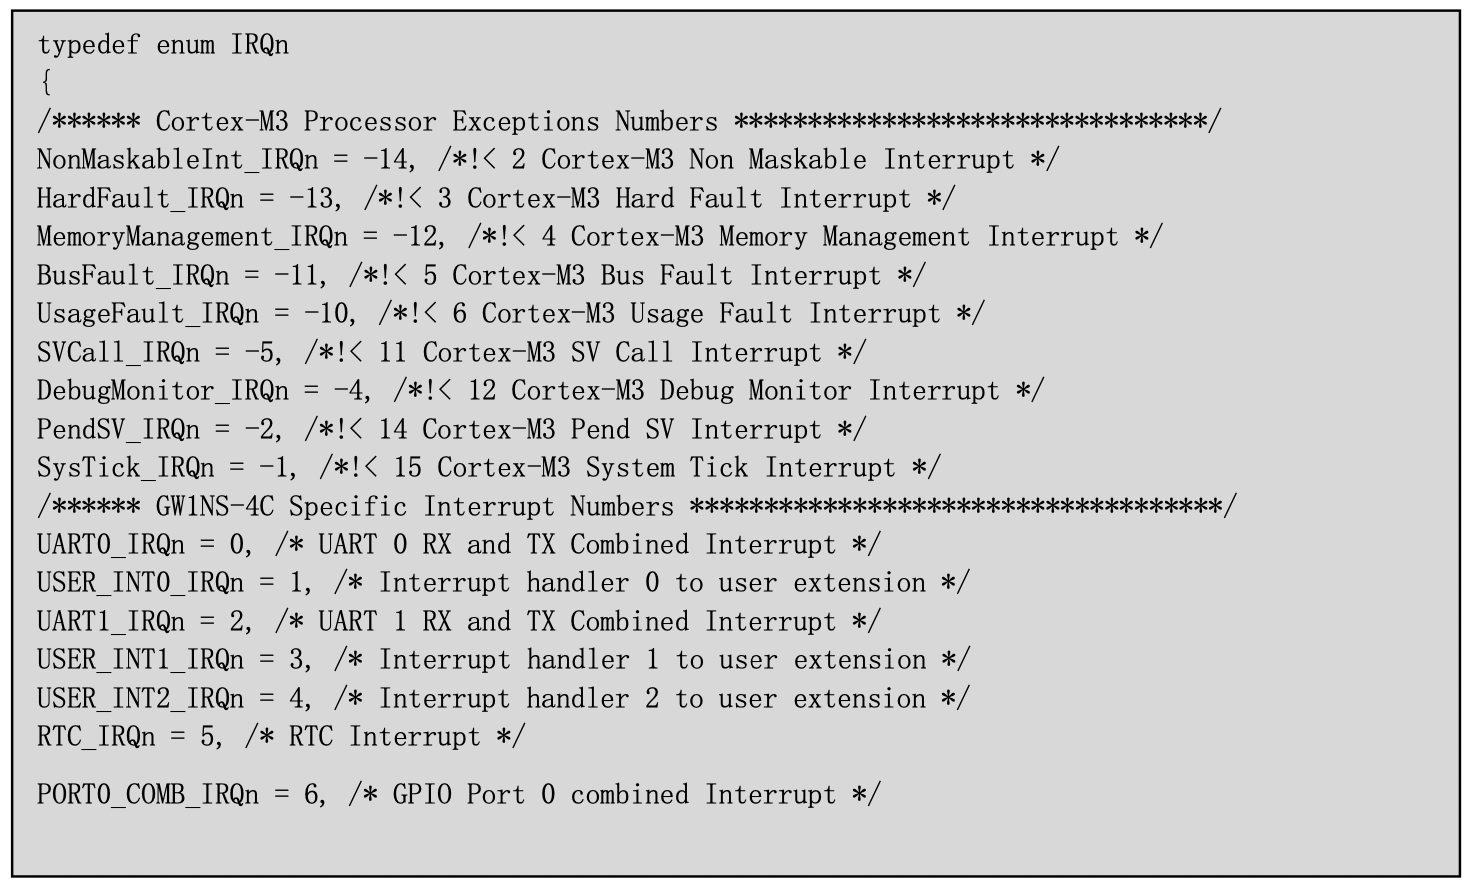 typedef enum IRQn
{
/****** Cortex-M3 Processor Exceptions Numbers ********************************/
NonMaskableInt_IRQn = -14, /*!< 2 Cortex-M3 Non Maskable Interrupt */
HardFault_IRQn = -13, /*!< 3 Cortex-M3 Hard Fault Interrupt */
MemoryManagement_IRQn = -12, /*!< 4 Cortex-M3 Memory Management Interrupt */
BusFault_IRQn = -11, /*!< 5 Cortex-M3 Bus Fault Interrupt */
UsageFault_IRQn = -10, /*!< 6 Cortex-M3 Usage Fault Interrupt */
SVCall_IRQn = -5, /*!< 11 Cortex-M3 SV Call Interrupt */
DebugMonitor_IRQn = -4, /*!< 12 Cortex-M3 Debug Monitor Interrupt */
PendSV_IRQn = -2, /*!< 14 Cortex-M3 Pend SV Interrupt */
SysTick_IRQn = -1, /*!< 15 Cortex-M3 System Tick Interrupt */
/****** GW1NS-4C Specific Interrupt Numbers ************************************/
UART0_IRQn = 0, /* UART 0 RX and TX Combined Interrupt */
USER_INT0_IRQn = 1, /* Interrupt handler 0 to user extension */
UART1_IRQn = 2, /* UART 1 RX and TX Combined Interrupt */
USER_INT1_IRQn = 3, /* Interrupt handler 1 to user extension */
USER_INT2_IRQn = 4, /* Interrupt handler 2 to user extension */
RTC_IRQn = 5, /* RTC Interrupt */
PORT0_COMB_IRQn = 6, /* GPIO Port 0 combined Interrupt */